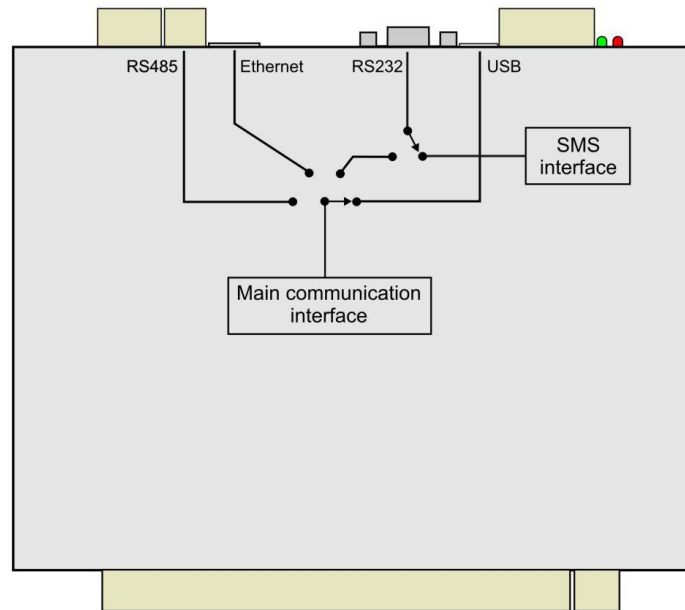 RS485
Ethernet
RS232
USB
SMS
interface
Main communication
interface